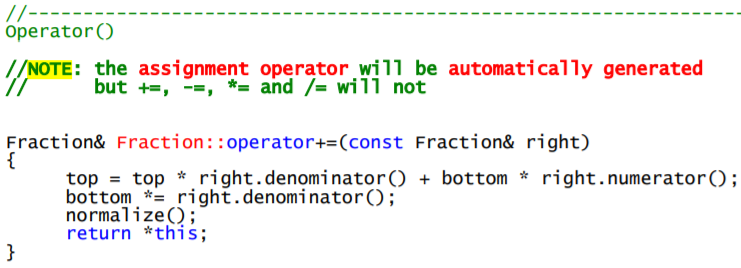 //------------------------------------------------------------------------
Operator()
//NOTE: the assignment operator will be automatically generated
//      but +=, -=, *= and /= will not
Fraction& Fraction::operator+=(const Fraction& right)
{
      top = top * right.denominator() + bottom * right.numerator();
      bottom *= right.denominator();
      normalize();
      return *this;
}